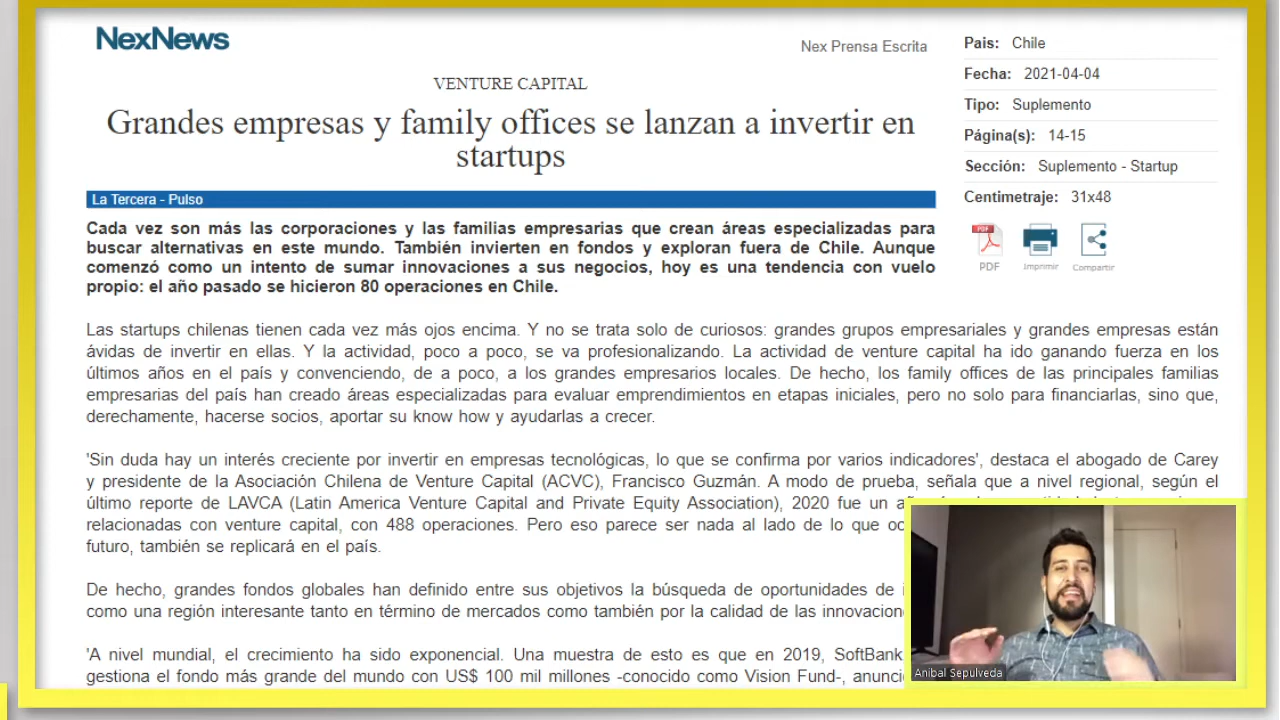 NexNews
Nex Prensa Escrita
VENTURE CAPITAL
Grandes empresas y family offices se lanzan a invertir en
startups
La Tercera - Pulso
Cada vez son más las corporaciones y las familias empresarias que crean áreas especializadas para
buscar alternativas en este mundo. También invierten en fondos y exploran fuera de Chile. Aunque
comenzó como un intento de sumar innovaciones a sus negocios, hoy es una tendencia con vuelo
propio: el año pasado se hicieron 80 operaciones en Chile.
País: Chile
Fecha: 2021-04-04
Tipo: Suplemento
Página(s): 14-15
Sección: Suplemento - Startup
Centimetraje: 31x48
PDF
PDF
Imprimir
Compartir
Las startups chilenas tienen cada vez más ojos encima. Y no se trata solo de curiosos: grandes grupos empresariales y grandes empresas están
ávidas de invertir en ellas. Y la actividad, poco a poco, se va profesionalizando. La actividad de venture capital ha ido ganando fuerza en los
últimos años en el país y convenciendo, de a poco, a los grandes empresarios locales. De hecho, los family offices de las principales familias
empresarias del país han creado áreas especializadas para evaluar emprendimientos en etapas iniciales, pero no solo para financiarlas, sino que,
derechamente, hacerse socios, aportar su know how y ayudarlas a crecer.
'Sin duda hay un interés creciente por invertir en empresas tecnológicas, lo que se confirma por varios indicadores', destaca el abogado de Carey
y presidente de la Asociación Chilena de Venture Capital (ACVC), Francisco Guzmán. A modo de prueba, señala que a nivel regional, según el
último reporte de LAVCA (Latin America Venture Capital and Private Equity Association), 2020 fue un
relacionadas con venture capital, con 488 operaciones. Pero eso parece ser nada al lado de lo que
futuro, también se replicará en el país.
De hecho, grandes fondos globales han definido entre sus objetivos la búsqueda de oportunidades de
como una región interesante tanto en término de mercados como también por la calidad de las
'A nivel mundial, el crecimiento ha sido exponencial. Una muestra de esto es que en 2019, SoftBank
gestiona el fondo más grande del mundo con US$ 100 mil millones -conocido como Vision Fund-,
Anibal Sepulveda